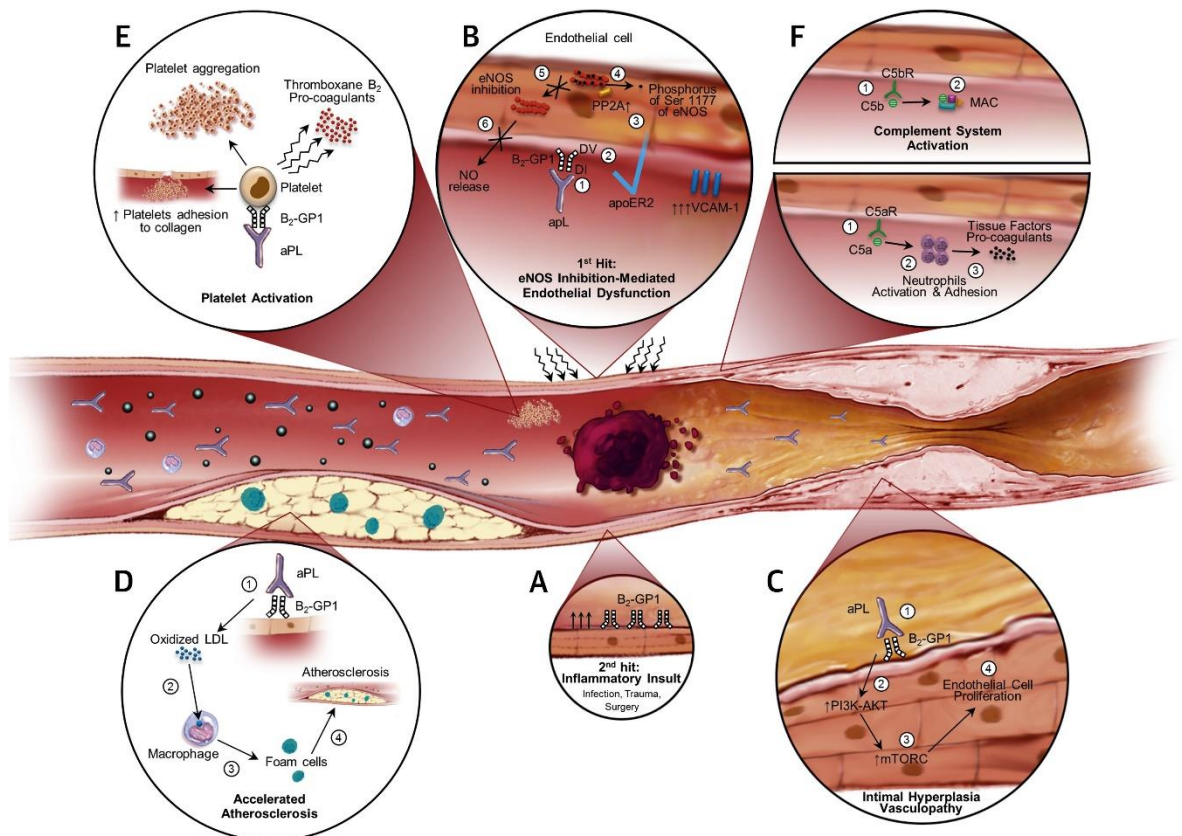 E
Platelet aggregation
Thromboxane B2
Pro-coagulants
Platelet
↑ Platelets adhesion
to collagen
B2-GP1
aPL
Platelet Activation
B
Endothelial cell
eNOS
inhibition
5
4
Phosphorus
of Ser 1177
of eNOS
PP2A↑
3
6
NO
release
B2-GP1
DV
DI
2
1
apL
apoER2
↑↑↑VCAM-1
1st Hit:
eNOS Inhibition-Mediated
Endothelial Dysfunction
F
C5bR
1
C5b
2
MAC
Complement System
Activation
C5aR
1
C5a
2
Neutrophils
Activation & Adhesion
Tissue Factors
Pro-coagulants
3
D
1
aPL
B2-GP1
Oxidized LDL
2
Macrophage
3
Foam cells
4
Atherosclerosis
Accelerated
Atherosclerosis
A
B2-GP1
↑↑↑
2nd hit:
Inflammatory Insult
Infection, Trauma,
Surgery
C
aPL
1
B2-GP1
2
↑PI3K-AKT
3
↑mTORC
4
Endothelial Cell
Proliferation
Intimal Hyperplasia
Vasculopathy